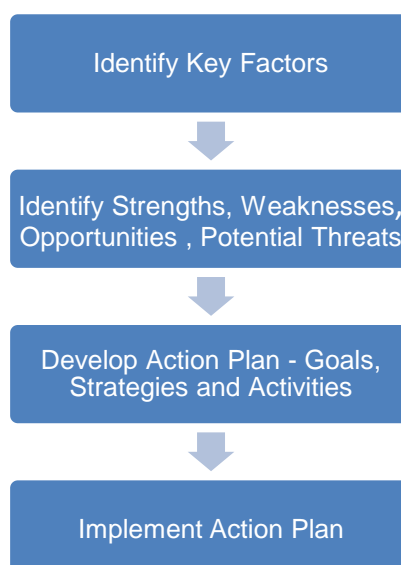 Identify Key Factors
Identify Strengths, Weaknesses,
Opportunities , Potential Threats
Develop Action Plan - Goals,
Strategies and Activities
Implement Action Plan